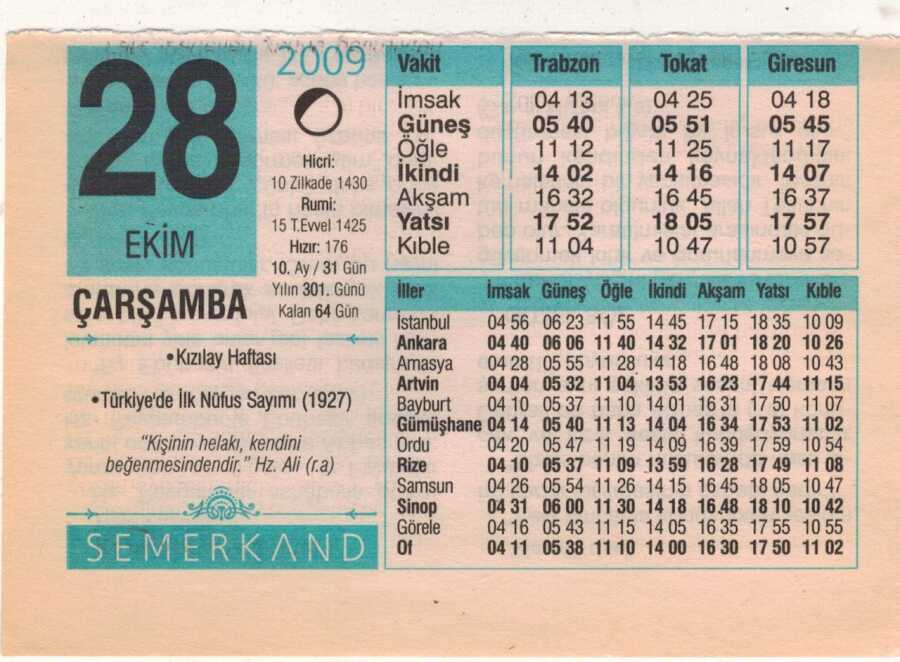 28
2009
Hicri:
10 Zilkade 1430
Rumi:
15 T.Evvel 1425
Hızır: 176
10. Ay / 31 Gün
Yılın 301. Günü
Kalan 64 Gün
EKİM
ÇARŞAMBA
•Kızılay Haftası
•Türkiye'de İlk Nüfus Sayımı (1927)
"Kişinin helakı, kendini
beğenmesindendir." Hz. Ali (r.a)
SEMERKAND
Vakit Trabzon Tokat Giresun
İmsak 04 13 04 25 04 18
Güneş 05 40 05 51 05 45
Öğle 11 12 11 25 11 17
İkindi 14 02 14 16 14 07
Akşam 16 32 16 45 16 37
Yatsı 17 52 18 05 17 57
Kıble 11 04 10 47 10 57
İller İmsak Güneş Öğle İkindi Akşam Yatsı Kıble
İstanbul 04 56 06 23 11 55 14 45 17 15 18 35 10 09
Ankara 04 40 06 06 11 40 14 32 17 01 18 20 10 26
Amasya 04 28 05 55 11 28 14 18 16 48 18 08 10 43
Artvin 04 04 05 32 11 04 13 53 16 23 17 44 11 15
Bayburt 04 10 05 37 11 10 14 01 16 31 17 50 11 07
Gümüşhane 04 14 05 40 11 13 14 04 16 34 17 53 11 02
Ordu 04 20 05 47 11 19 14 09 16 39 17 59 10 54
Rize 04 10 05 37 11 09 13 59 16 28 17 49 11 08
Samsun 04 26 05 54 11 26 14 15 16 45 18 05 10 47
Sinop 04 31 06 00 11 30 14 18 16 48 18 10 10 42
Görele 04 16 05 43 11 15 14 05 16 35 17 55 10 55
Of 04 11 05 38 11 10 14 00 16 30 17 50 11 02